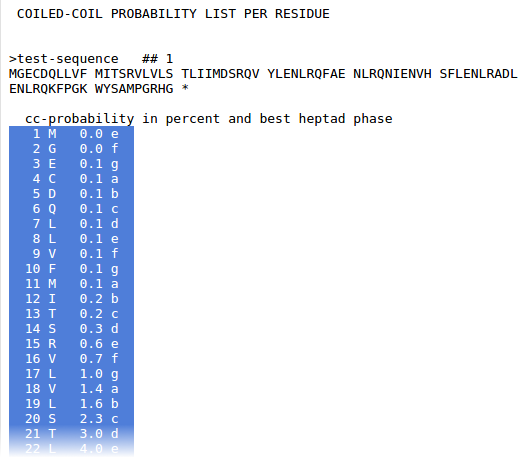 COILED-COIL PROBABILITY LIST PER RESIDUE
>test-sequence ## 1
MGECDQLLVF MITSRVLVLS TLIIMDSRQV YLENLRQFAE NLRQNIENVH SFLENLRADL
ENLRQKFPGK WYSAMPGRHG *
cc-probability in percent and best heptad phase
1 M 0.0 e
2 G 0.0 f
3 E 0.1 g
4 C 0.1 a
5 D 0.1 b
6 Q 0.1 c
7 L 0.1 d
8 L 0.1 e
9 V 0.1 f
10 F 0.1 g
11 M 0.1 a
12 I 0.2 b
13 T 0.2 c
14 S 0.3 d
15 R 0.6 e
16 V 0.7 f
17 L 1.0 g
18 V 1.4 a
19 L 1.6 b
20 S 2.3 c
21 T 3.0 d
22 L 4.0 e